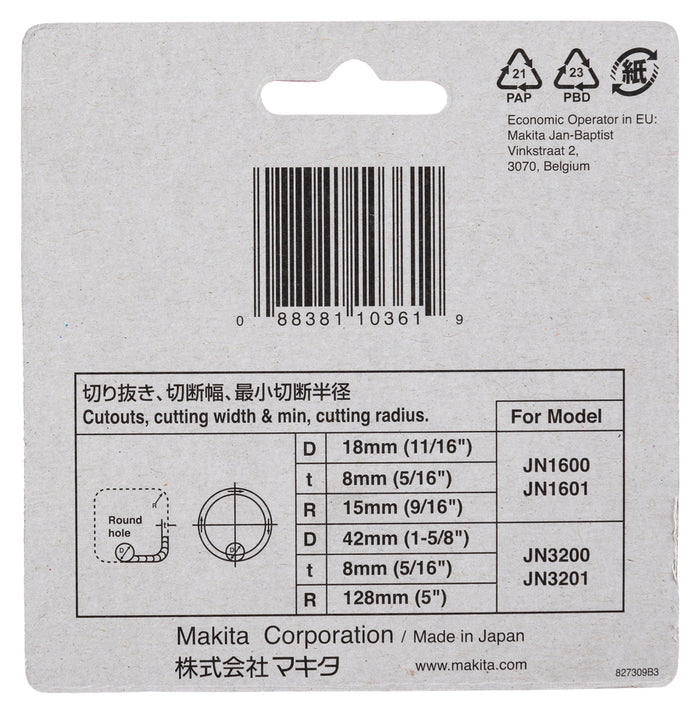 21
PAP
23
PBD
紙
Economic Operator in EU:
Makita Jan-Baptist
Vinkstraat 2,
3070, Belgium
0 88381 10361 9
切り抜き、切断幅、最小切断半径
Cutouts, cutting width & min, cutting radius.
For Model
D 18mm (11/16")
t 8mm (5/16")
R 15mm (9/16")
JN1600
JN1601
D 42mm (1-5/8")
t 8mm (5/16")
R 128mm (5")
JN3200
JN3201
R
Round
hole
t
D
D
Makita Corporation / Made in Japan
株式会社マキタ www.makita.com
827309B3